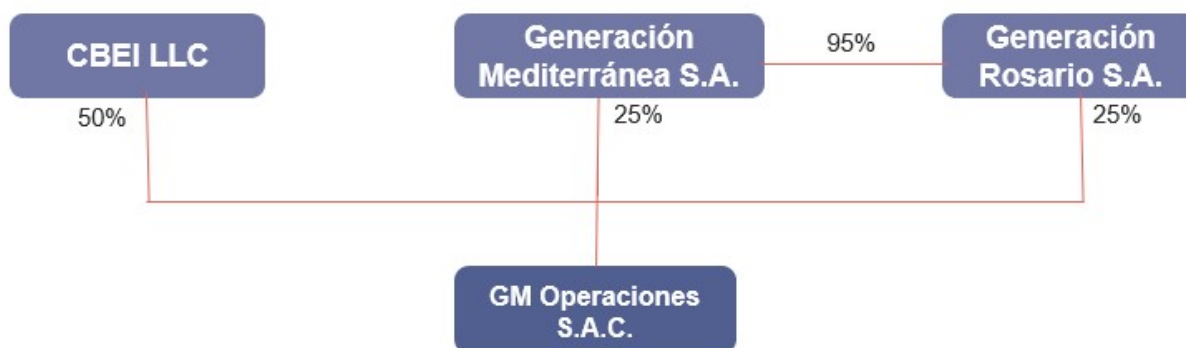 CBEI LLC
Generación
Mediterránea S.A.
95%
Generación
Rosario S.A.
50%
25%
25%
GM Operaciones
S.A.C.